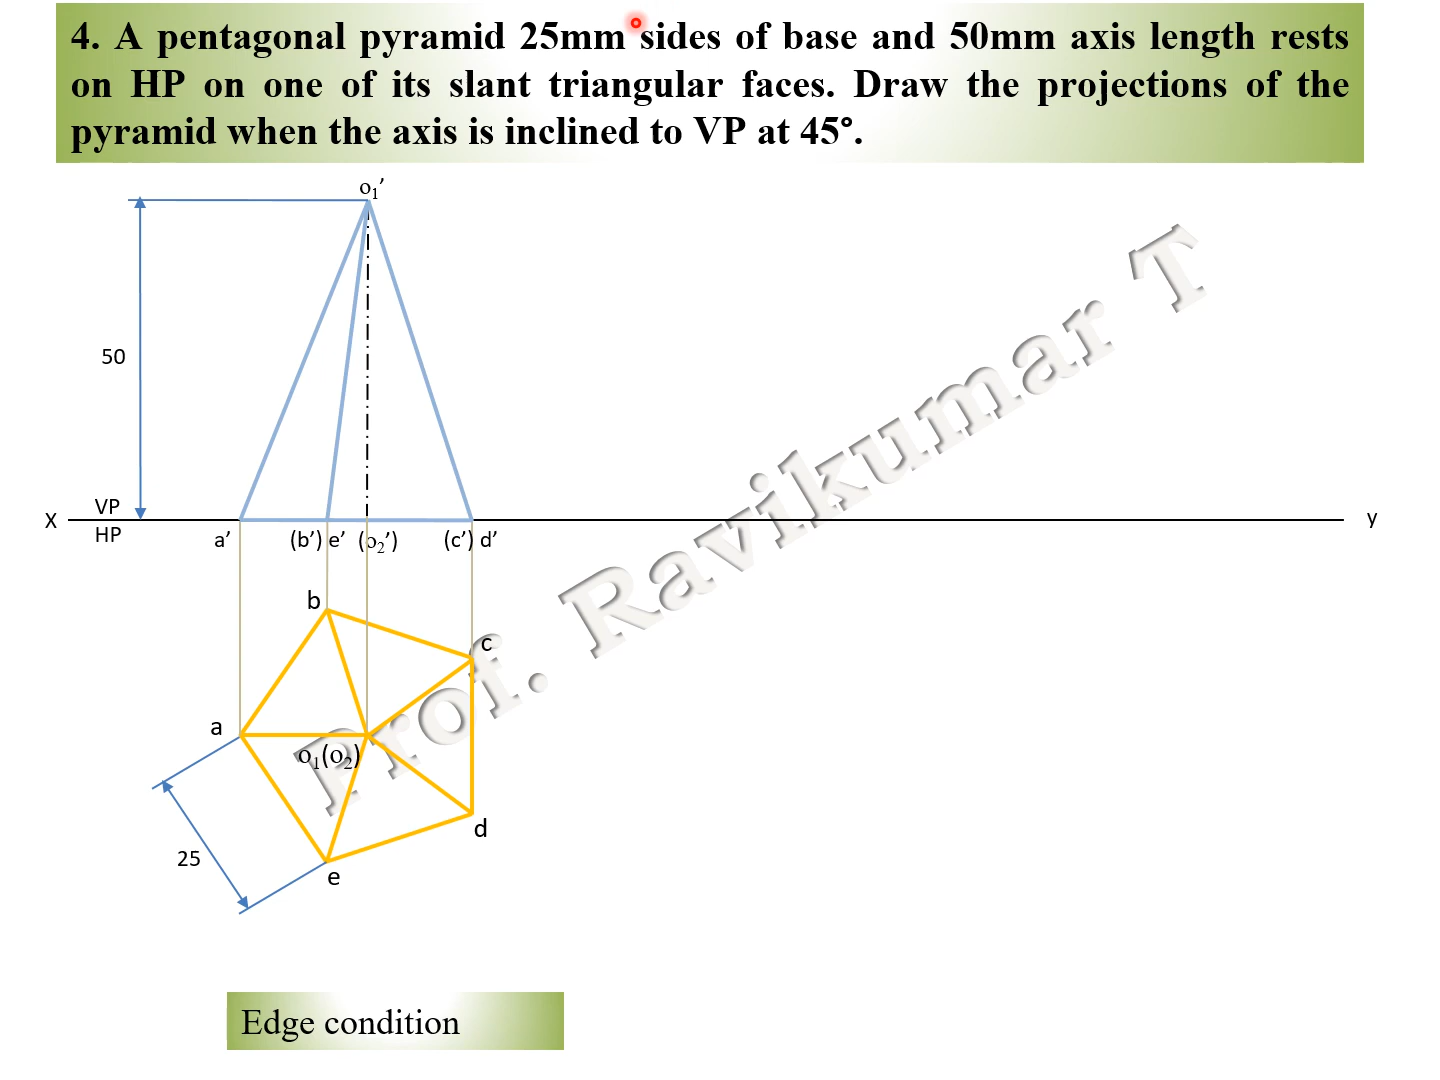 4. A pentagonal pyramid 25mm sides of base and 50mm axis length rests
on HP on one of its slant triangular faces. Draw the projections of the
pyramid when the axis is inclined to VP at 45°.
o₁’
50
VP
X
y
HP
a’ (b’) e’ (o₂’) (c’) d’
b
c
a
o₁(o₂)
d
25
e
Prof. Ravikumar T
Edge condition